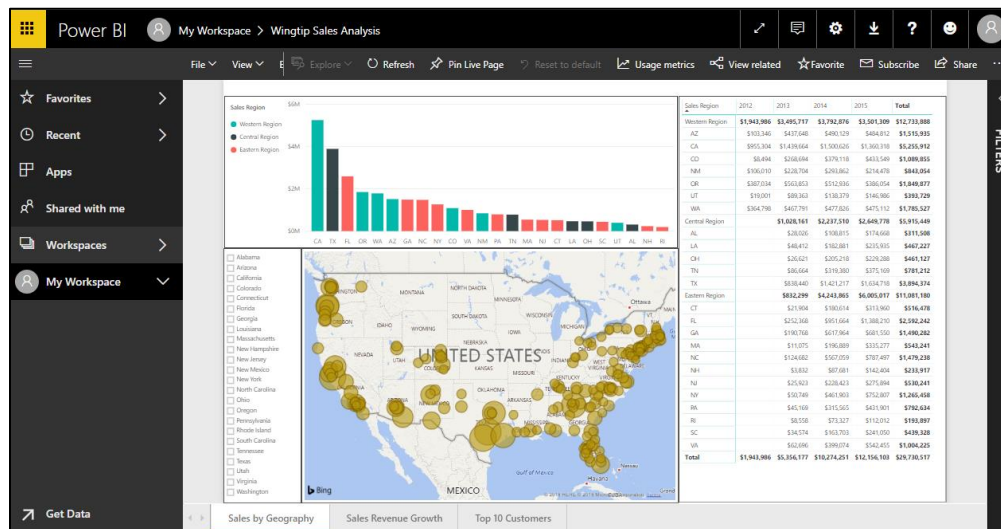 Power BI
My Workspace > Wingtip Sales Analysis
File View E Explore Refresh Pin Live Page Reset to default Usage metrics View related Favorite Subscribe Share
Favorites
Recent
Apps
Shared with me
Workspaces
My Workspace
Get Data
FILTERS
Sales Region
Western Region
Central Region
Eastern Region
$6M
$4M
$2M
$0M
CA TX FL OR WA AZ GA NC NY CO VA NM PA TN MA NJ CT LA OH SC UT AL NH RI
Alabama
Arizona
California
Colorado
Connecticut
Florida
Georgia
Louisiana
Massachusetts
New Hampshire
New Jersey
New Mexico
New York
North Carolina
Ohio
Oregon
Pennsylvania
Rhode Island
South Carolina
Tennessee
Texas
Utah
Virginia
Washington
MONTANA
NORTH DAKOTA
MINNESOTA
Ottawa
SOUTH DAKOTA
WISCONSIN
IDAHO
WYOMING
MICHIGAN
IOWA
NEBRASKA
NEVADA
UTAH
UNITED STATES
KANSAS
MISSOURI
KENTUCKY
OKLAHOMA
ARKANSAS
Gulf of Mexico
Nassau
Havana
MEXICO
Bing
Sales Region 2012 2013 2014 2015 Total
Western Region $1,943,986 $3,495,717 $3,792,876 $3,501,309 $12,733,888
AZ $103,346 $437,648 $490,129 $484,812 $1,515,935
CA $955,304 $1,439,664 $1,500,626 $1,360,318 $5,255,912
CO $8,494 $268,694 $379,118 $433,549 $1,089,855
NM $106,010 $228,704 $293,862 $214,478 $843,054
OR $387,034 $563,853 $512,936 $386,054 $1,849,877
UT $19,001 $89,363 $138,379 $146,986 $393,729
WA $364,798 $467,791 $477,826 $475,112 $1,785,527
Central Region $1,028,161 $2,237,510 $2,649,778 $5,915,449
AL $28,026 $108,815 $174,668 $311,508
LA $48,412 $182,881 $235,935 $467,227
OH $26,621 $205,218 $229,288 $461,127
TN $86,664 $319,380 $375,169 $781,212
TX $838,440 $1,421,217 $1,634,718 $3,894,374
Eastern Region $832,299 $4,243,865 $6,005,017 $11,081,180
CT $21,904 $180,614 $313,960 $516,478
FL $252,368 $951,664 $1,388,210 $2,592,242
GA $190,768 $617,964 $681,550 $1,490,282
MA $11,075 $196,889 $335,277 $543,241
NC $124,682 $567,059 $787,497 $1,479,238
NH $3,832 $87,681 $142,404 $233,917
NJ $25,923 $228,423 $275,894 $530,241
NY $50,749 $461,903 $752,807 $1,265,458
PA $45,169 $315,565 $431,901 $792,634
RI $8,558 $73,327 $112,012 $193,897
SC $34,574 $163,703 $241,050 $439,328
VA $62,696 $399,074 $542,455 $1,004,225
Total $1,943,986 $5,356,177 $10,274,251 $12,156,103 $29,730,517
Sales by Geography Sales Revenue Growth Top 10 Customers